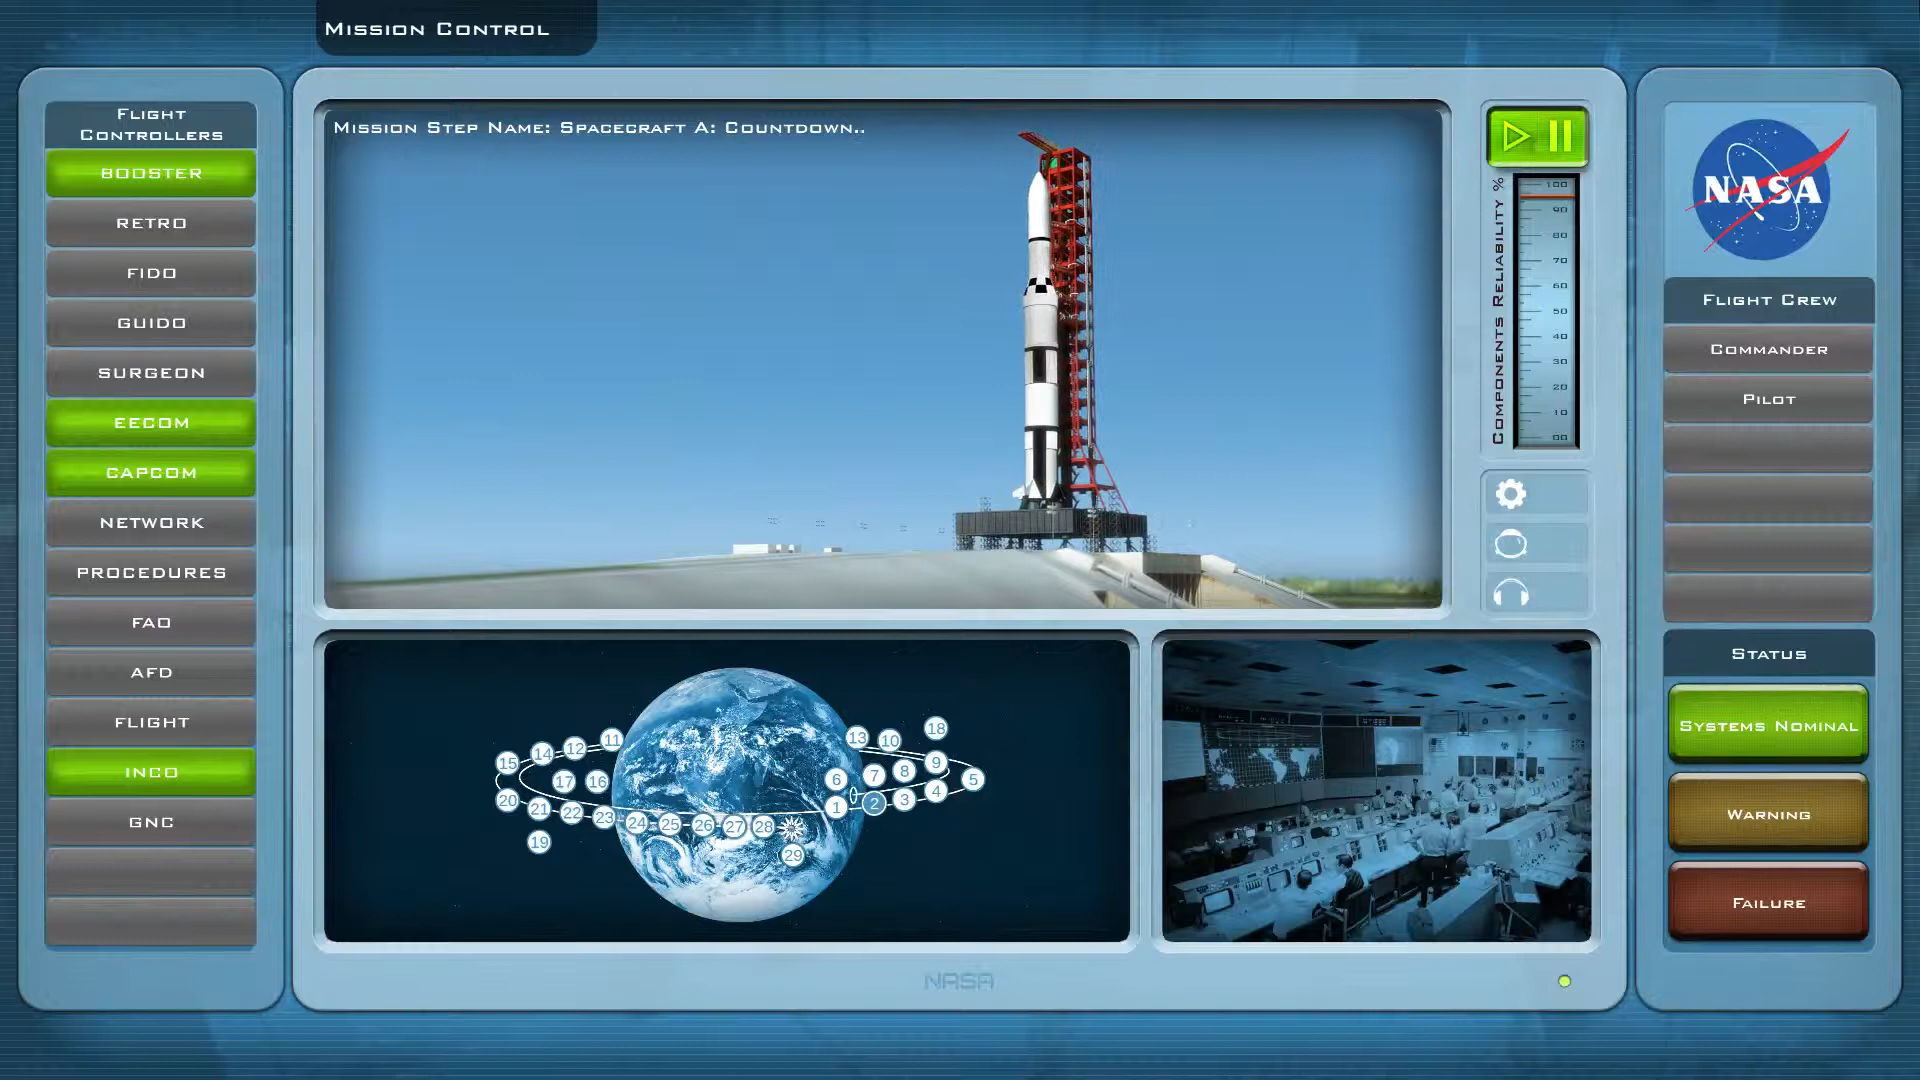 Mission Control
Flight
Controllers
BOOSTER
RETRO
FIDO
GUIDO
SURGEON
EECOM
CAPCOM
NETWORK
PROCEDURES
FAO
AFD
FLIGHT
INCO
GNC
Mission Step Name: Spacecraft A: Countdown..
Components Reliability %
100
90
80
70
60
50
40
30
20
10
00
NASA
Flight Crew
Commander
Pilot
Status
Systems Nominal
Warning
Failure
11
12
14
15
17
16
20
21
22
23
24
25
26
27
28
19
29
13
10
18
6
7
8
9
5
1
2
3
4
NASA